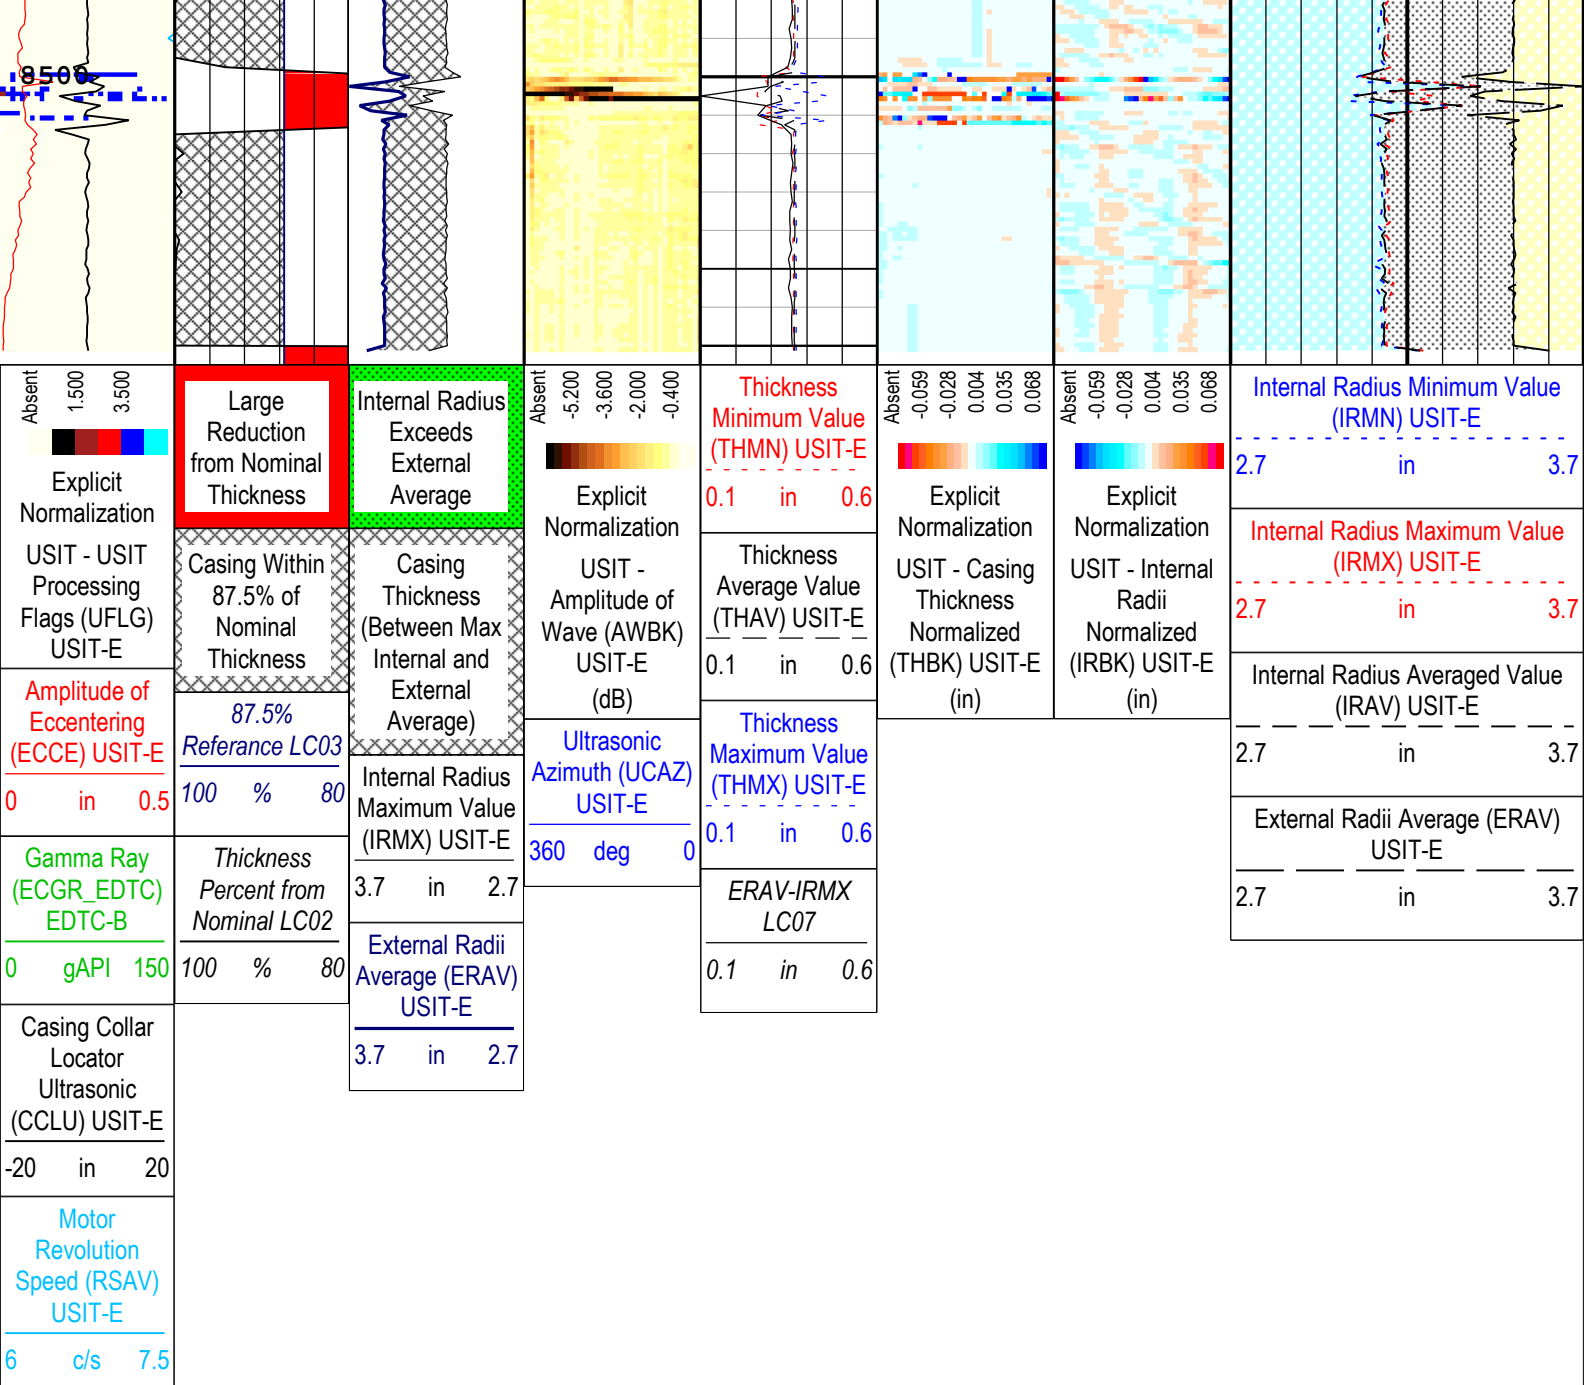 8500
Absent
1.500
3.500
Explicit
Normalization
USIT - USIT
Processing
Flags (UFLG)
USIT-E
Amplitude of
Eccentering
(ECCE) USIT-E
0 in 0.5
Gamma Ray
(ECGR_EDTC)
EDTC-B
0 gAPI 150
Casing Collar
Locator
Ultrasonic
(CCLU) USIT-E
-20 in 20
Motor
Revolution
Speed (RSAV)
USIT-E
6 c/s 7.5
Large
Reduction
from Nominal
Thickness
Casing Within
87.5% of
Nominal
Thickness
87.5%
Referance LC03
100 % 80
Thickness
Percent from
Nominal LC02
100 % 80
Internal Radius
Exceeds
External
Average
Casing
Thickness
(Between Max
Internal and
External
Average)
Internal Radius
Maximum Value
(IRMX) USIT-E
3.7 in 2.7
External Radii
Average (ERAV)
USIT-E
3.7 in 2.7
Absent
-5.200
-3.600
-2.000
-0.400
Explicit
Normalization
USIT -
Amplitude of
Wave (AWBK)
USIT-E
(dB)
Ultrasonic
Azimuth (UCAZ)
USIT-E
360 deg 0
Thickness
Minimum Value
(THMN) USIT-E
0.1 in 0.6
Thickness
Average Value
(THAV) USIT-E
0.1 in 0.6
Thickness
Maximum Value
(THMX) USIT-E
0.1 in 0.6
ERAV-IRMX
LC07
0.1 in 0.6
Absent
-0.059
-0.028
0.004
0.035
0.068
Explicit
Normalization
USIT - Casing
Thickness
Normalized
(THBK) USIT-E
(in)
Absent
-0.059
-0.028
0.004
0.035
0.068
Explicit
Normalization
USIT - Internal
Radii
Normalized
(IRBK) USIT-E
(in)
Internal Radius Minimum Value
(IRMN) USIT-E
2.7 in 3.7
Internal Radius Maximum Value
(IRMX) USIT-E
2.7 in 3.7
Internal Radius Averaged Value
(IRAV) USIT-E
2.7 in 3.7
External Radii Average (ERAV)
USIT-E
2.7 in 3.7